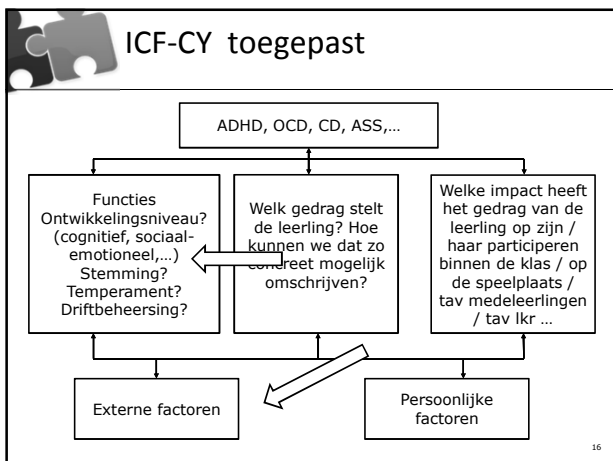 ICF-CY toegepast
ADHD, OCD, CD, ASS,...
Functies
Ontwikkelingsniveau?
(cognitief, sociaal-
emotioneel,...)
Stemming?
Temperament?
Driftbeheersing?
Welk gedrag stelt
de leerling? Hoe
kunnen we dat zo
concreet mogelijk
omschrijven?
Welke impact heeft
het gedrag van de
leerling op zijn /
haar participeren
binnen de klas / op
de speelplaats /
tav medeleerlingen
/ tav lkr ...
Externe factoren
Persoonlijke
factoren
16